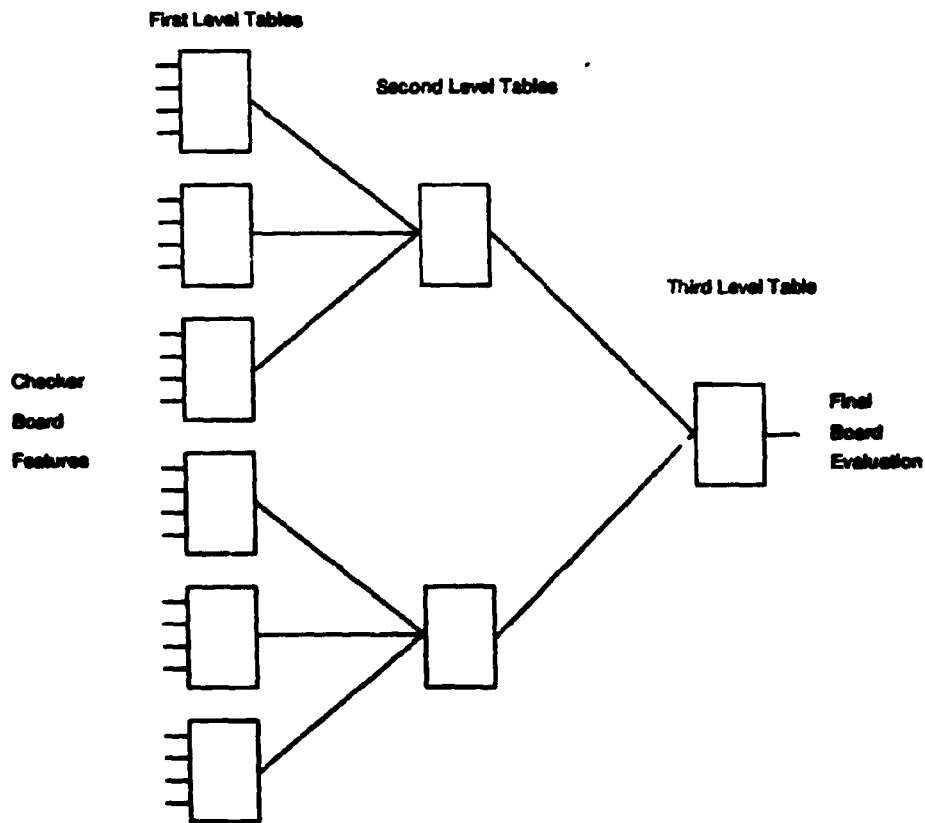 First Level Tables
Second Level Tables
Third Level Table
Checker
Board
Features
Final
Board
Evaluation